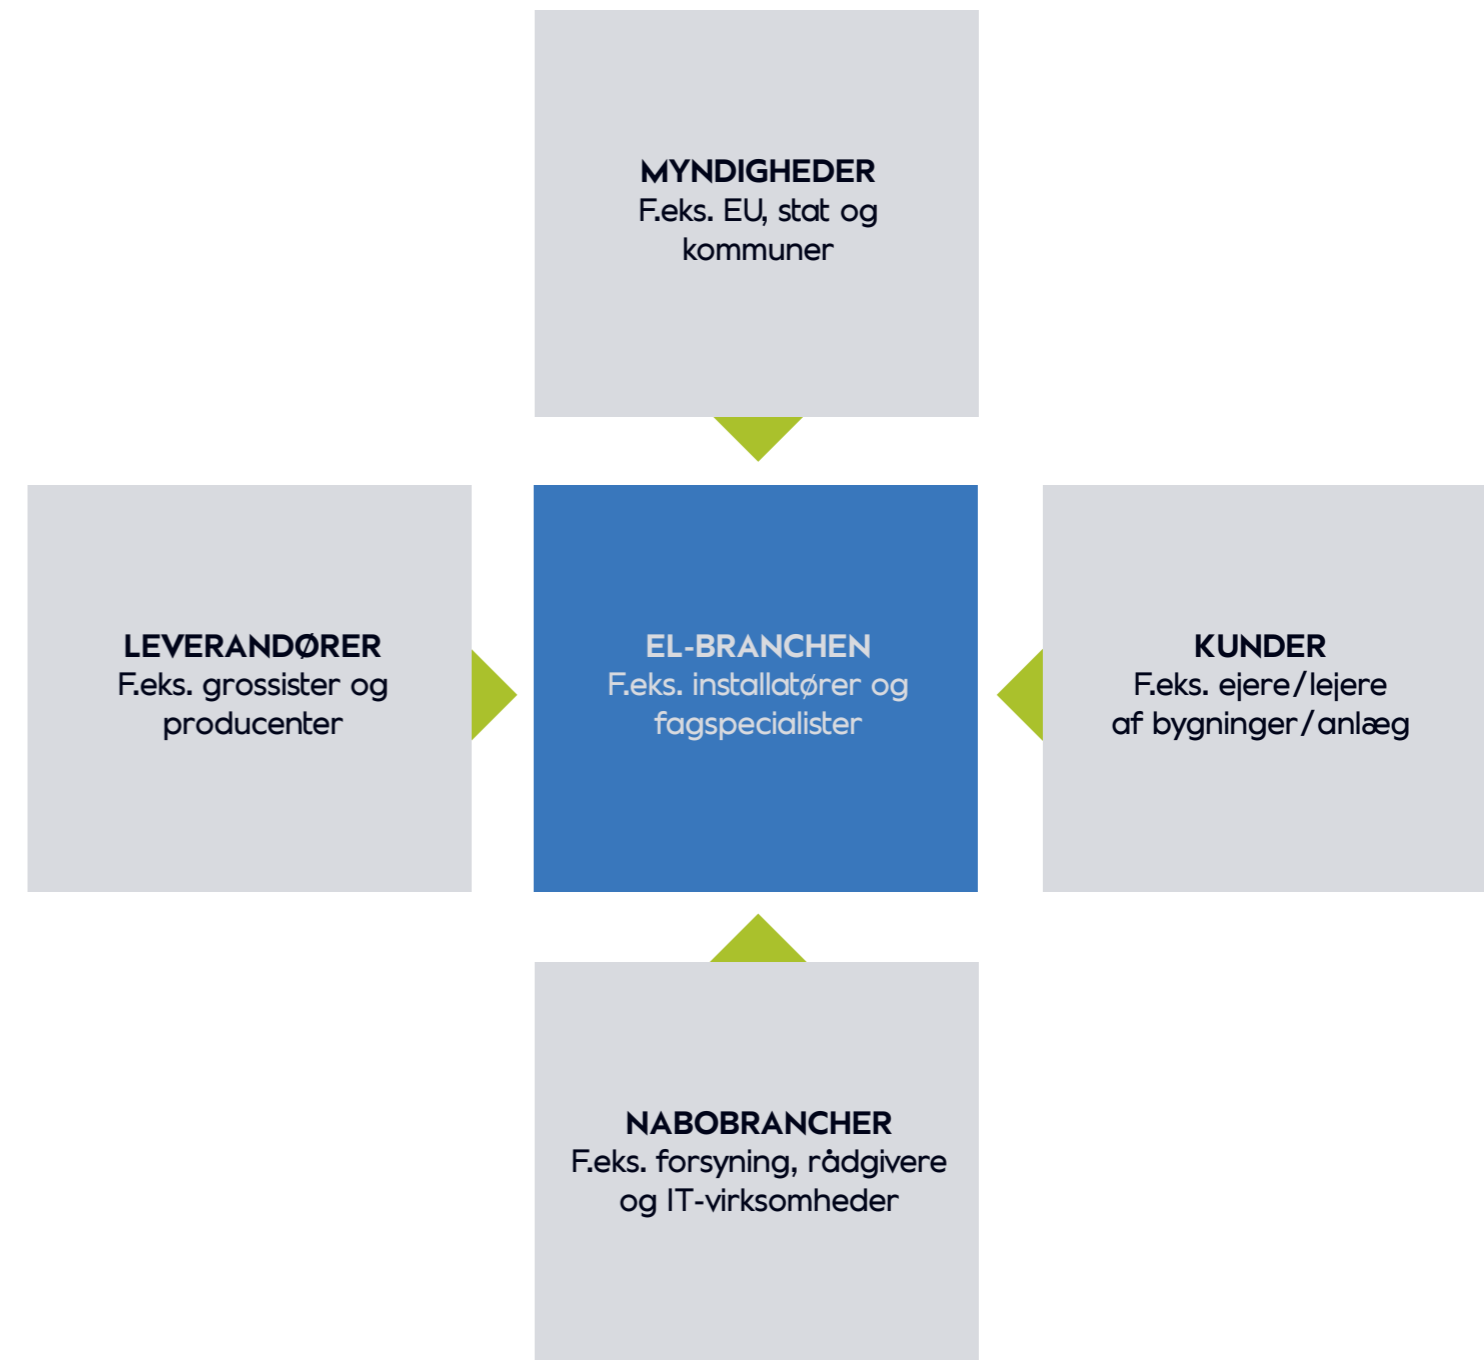 MYNDIGHEDER
F.eks. EU, stat og
kommuner
LEVERANDØRER
F.eks. grossister og
producenter
EL-BRANCHEN
F.eks. installatører og
fagspecialister
KUNDER
F.eks. ejere/lejere
af bygninger/anlæg
NABOBRANCHER
F.eks. forsyning, rådgivere
og IT-virksomheder